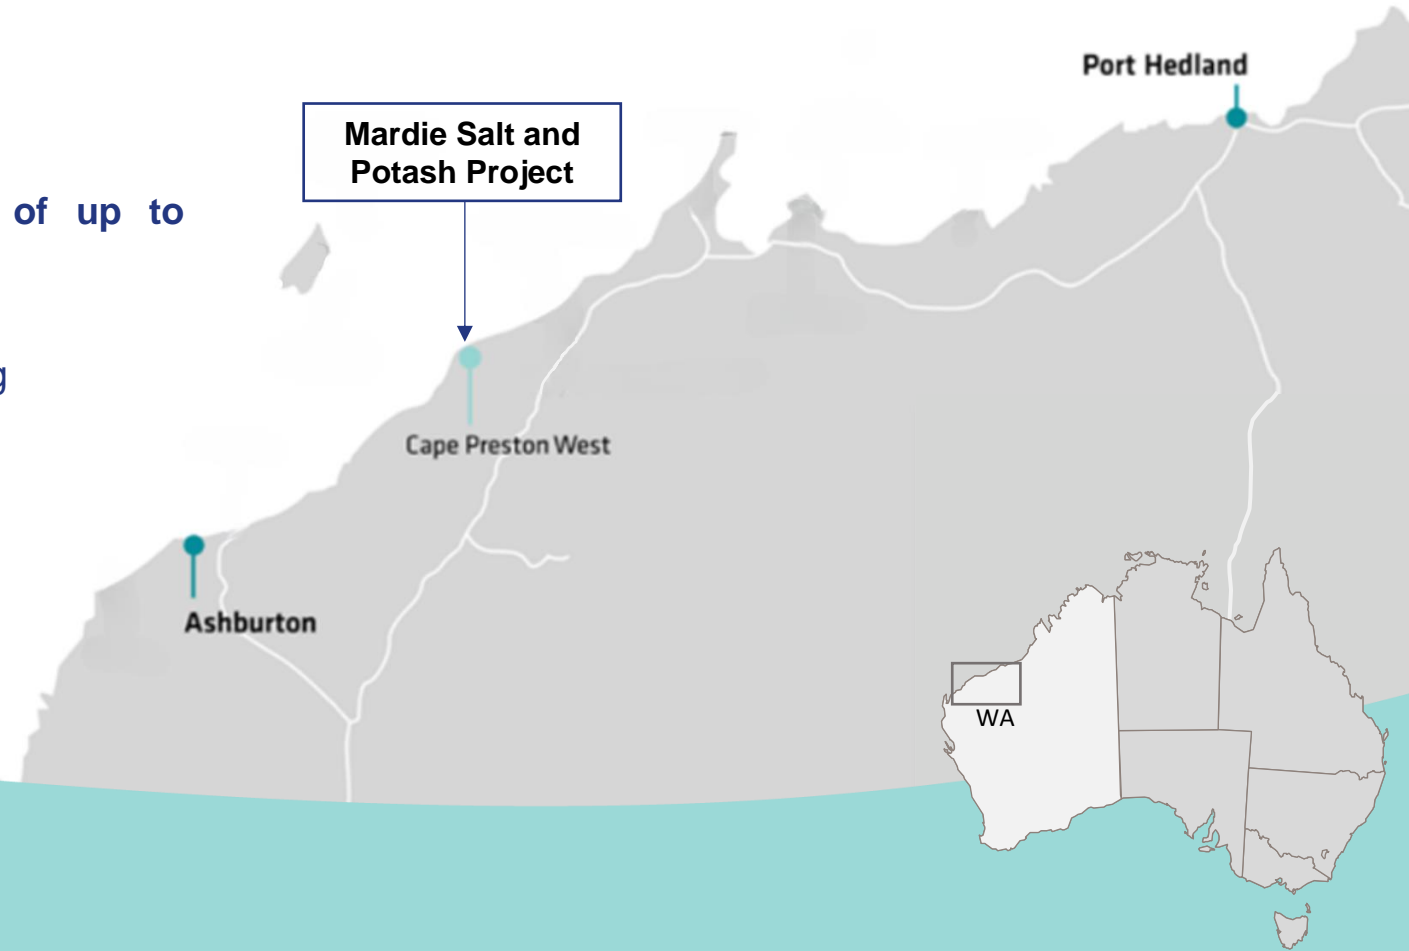 Port Hedland
Mardie Salt and
Potash Project
of up to
g
Cape Preston West
Ashburton
WA